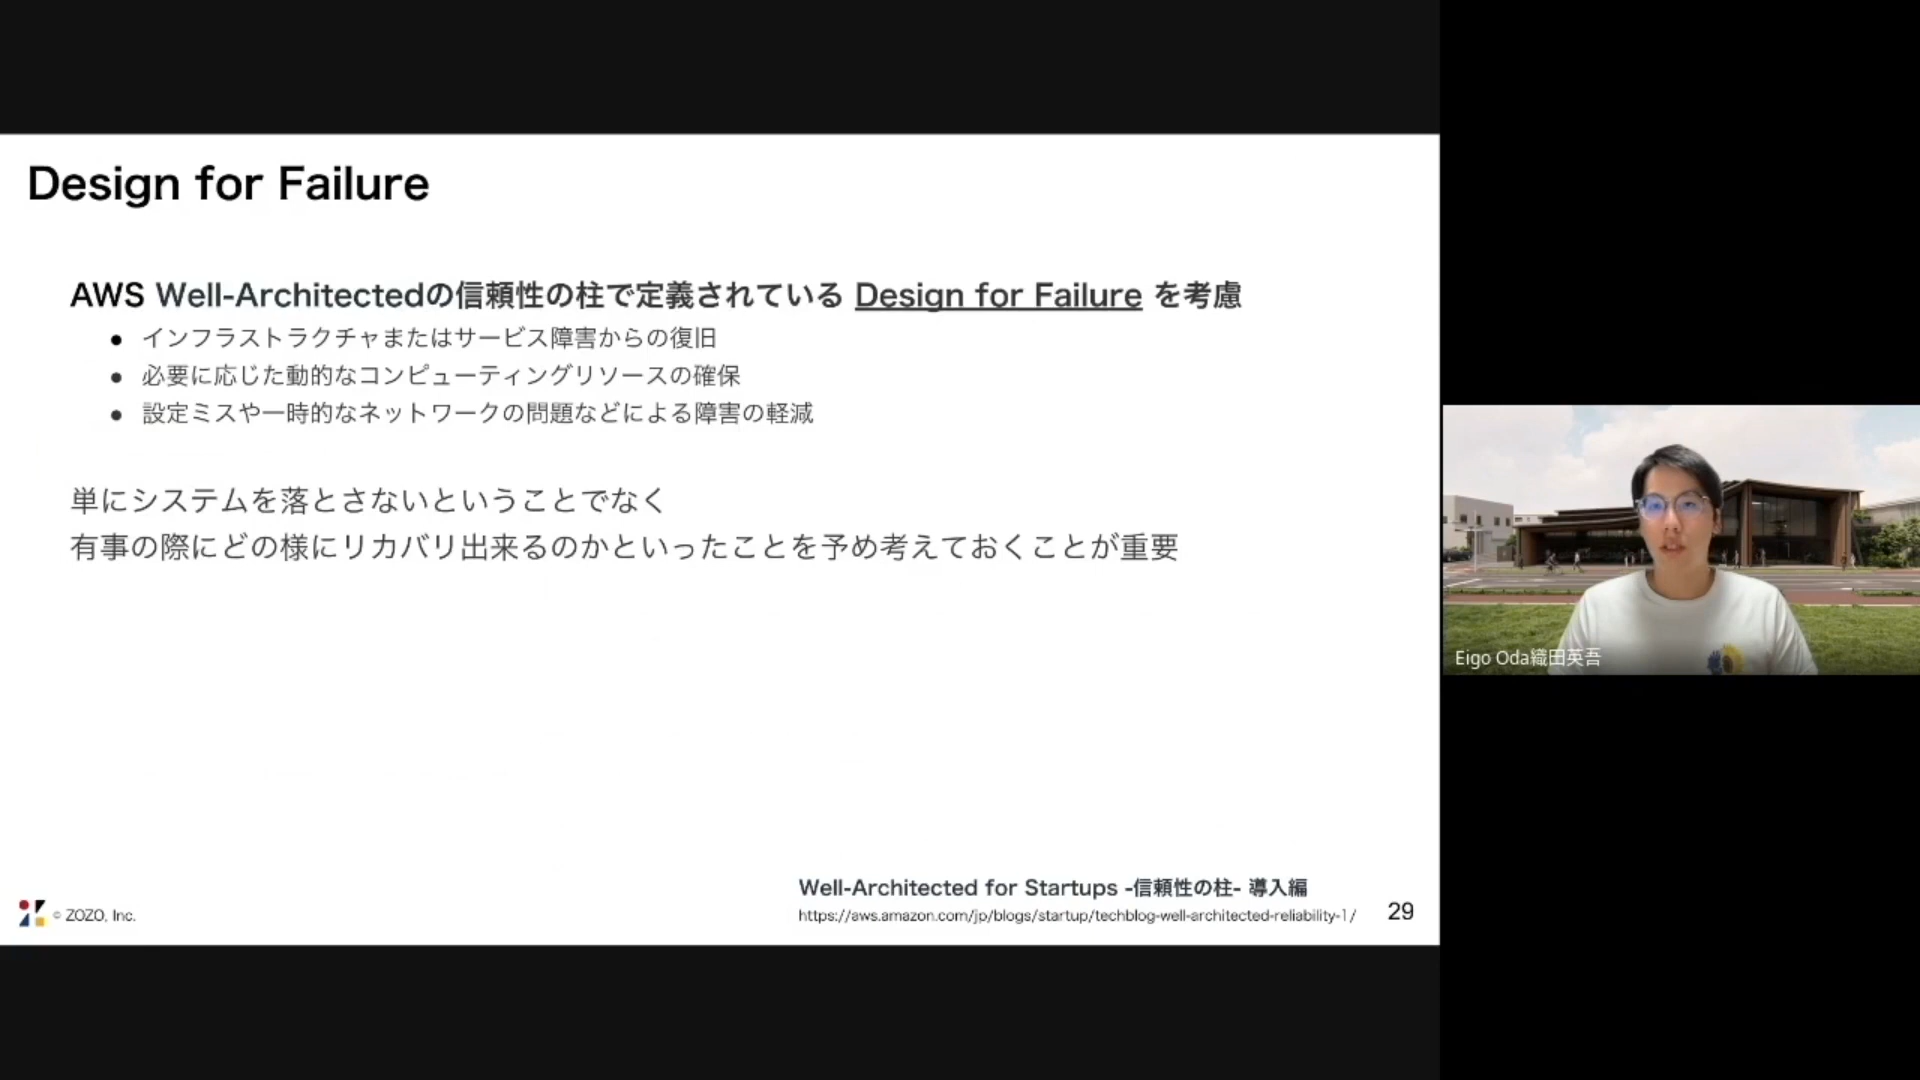 Design for Failure
AWS Well-Architectedの信頼性の柱で定義されている Design for Failure を考慮
● インフラストラクチャまたはサービス障害からの復旧
● 必要に応じた動的なコンピューティングリソースの確保
● 設定ミスや一時的なネットワークの問題などによる障害の軽減
単にシステムを落とさないということでなく
有事の際にどの様にリカバリ出来るのかといったことを予め考えておくことが重要
Well-Architected for Startups -信頼性の柱- 導入編
https://aws.amazon.com/jp/blogs/startup/techblog-well-architected-reliability-1/
29
© ZOZO, Inc.
Eigo Oda織田英吾